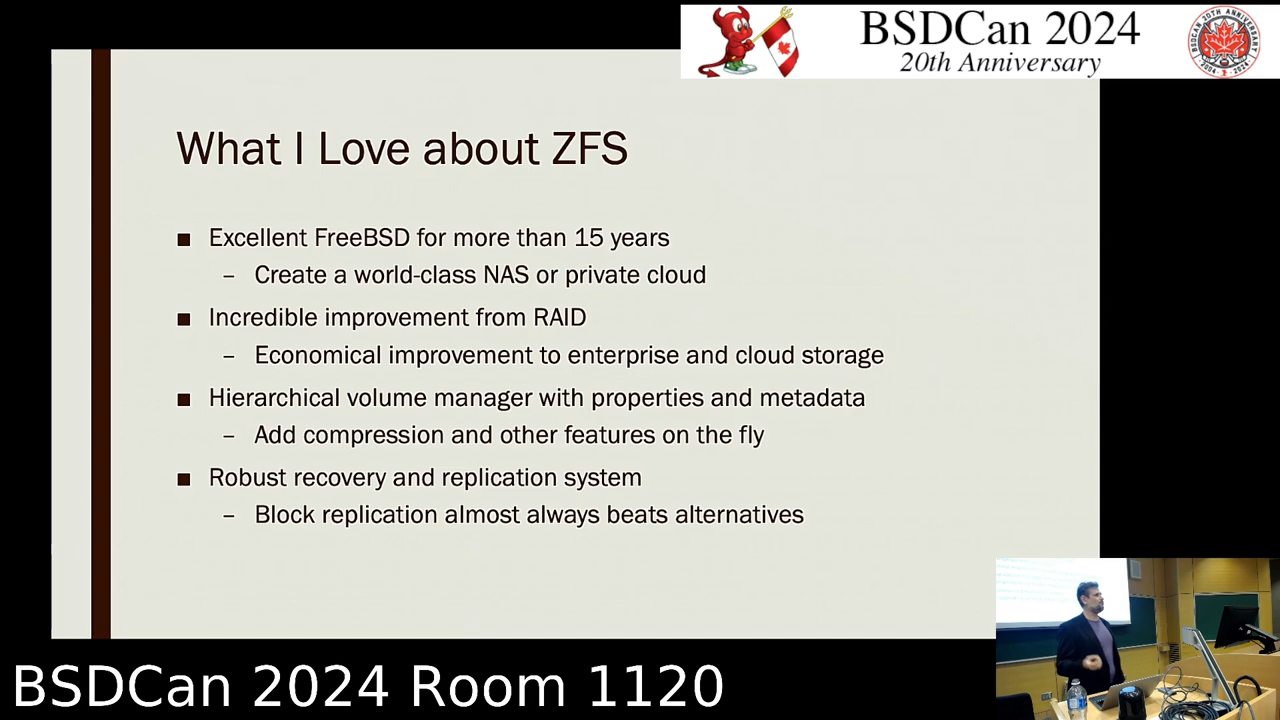 BSDCan 2024
20th Anniversary
What I Love about ZFS
■ Excellent FreeBSD for more than 15 years
– Create a world-class NAS or private cloud
■ Incredible improvement from RAID
– Economical improvement to enterprise and cloud storage
■ Hierarchical volume manager with properties and metadata
– Add compression and other features on the fly
■ Robust recovery and replication system
– Block replication almost always beats alternatives
BSDCan 2024 Room 1120